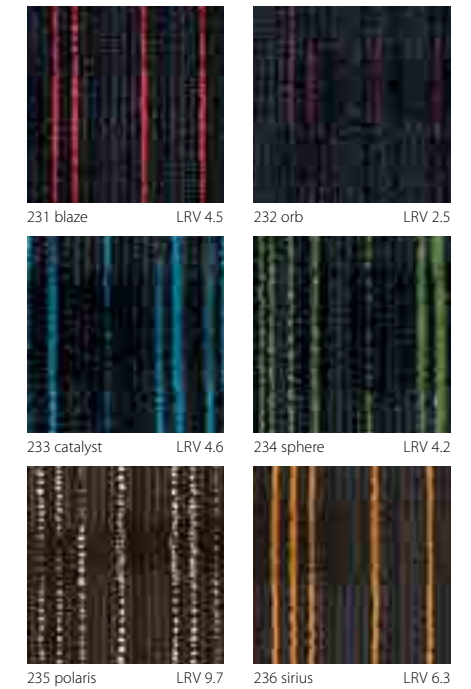 231 blaze LRV 4.5
232 orb LRV 2.5
233 catalyst LRV 4.6
234 sphere LRV 4.2
235 polaris LRV 9.7
236 sirius LRV 6.3